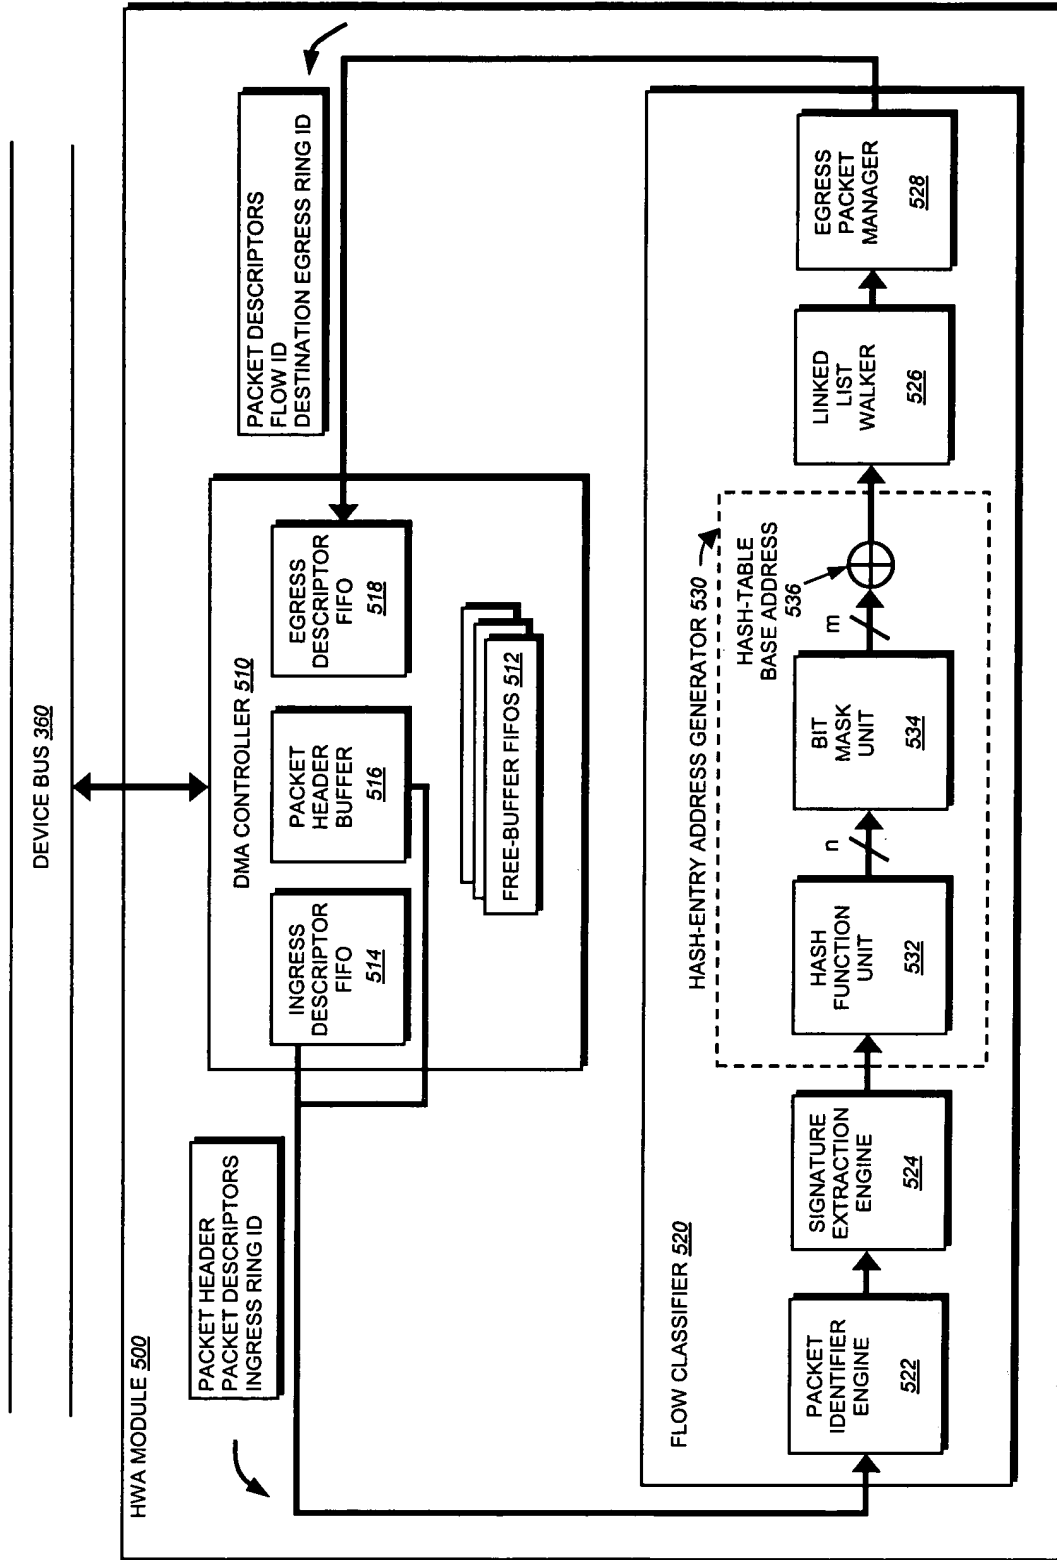 DEVICE BUS 360
HWA MODULE 500
PACKET HEADER
PACKET DESCRIPTORS
INGRESS RING ID
DMA CONTROLLER 510
INGRESS
DESCRIPTOR
FIFO
514
PACKET
HEADER
BUFFER
516
EGRESS
DESCRIPTOR
FIFO
518
FREE-BUFFER FIFOS 512
PACKET DESCRIPTORS
FLOW ID
DESTINATION EGRESS RING ID
FLOW CLASSIFIER 520
PACKET
IDENTIFIER
ENGINE
522
SIGNATURE
EXTRACTION
ENGINE
524
HASH-ENTRY ADDRESS GENERATOR 530
HASH
FUNCTION
UNIT
532
n
BIT
MASK
UNIT
534
m
HASH-TABLE
BASE ADDRESS
536
LINKED
LIST
WALKER
526
EGRESS
PACKET
MANAGER
528